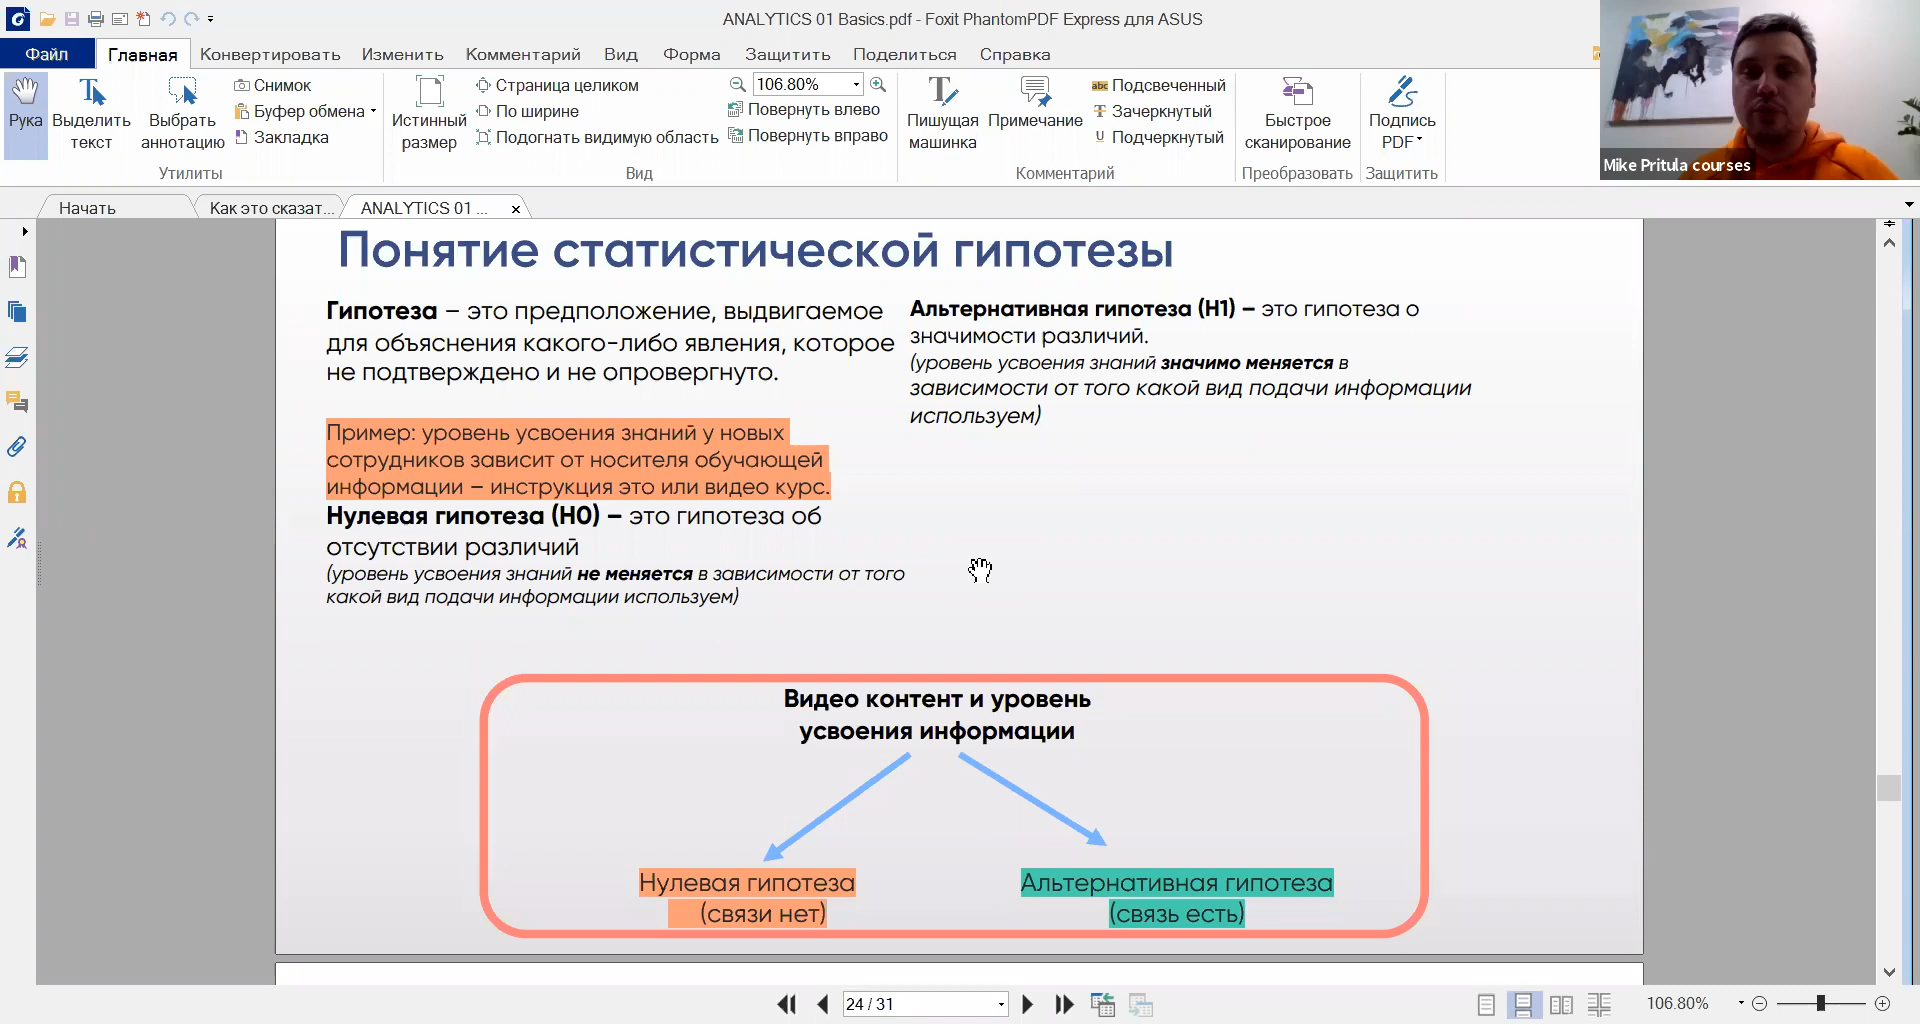 ANALYTICS 01 Basics.pdf - Foxit PhantomPDF Express для ASUS
Файл
Главная
Конвертировать
Изменить
Комментарий
Вид
Форма
Защитить
Поделиться
Справка
Рука
Выделить текст
Выбрать аннотацию
Снимок
Буфер обмена
Закладка
Утилиты
Истинный размер
Страница целиком
По ширине
Подогнать видимую область
106.80%
Повернуть влево
Повернуть вправо
Вид
Пишущая машинка
Примечание
abc Подсвеченный
Зачеркнутый
Подчеркнутый
Комментарий
Быстрое сканирование
Преобразовать
Подпись PDF
Защитить
Mike Pritula courses
Начать
Как это сказат...
ANALYTICS 01 ...
Понятие статистической гипотезы
Гипотеза – это предположение, выдвигаемое
для объяснения какого-либо явления, которое
не подтверждено и не опровергнуто.
Пример: уровень усвоения знаний у новых
сотрудников зависит от носителя обучающей
информации – инструкция это или видео курс.
Нулевая гипотеза (H0) – это гипотеза об
отсутствии различий
(уровень усвоения знаний не меняется в зависимости от того
какой вид подачи информации используем)
Альтернативная гипотеза (H1) – это гипотеза о
значимости различий.
(уровень усвоения знаний значимо меняется в
зависимости от того какой вид подачи информации
используем)
Видео контент и уровень
усвоения информации
Нулевая гипотеза
(связи нет)
Альтернативная гипотеза
(связь есть)
24 / 31
106.80%